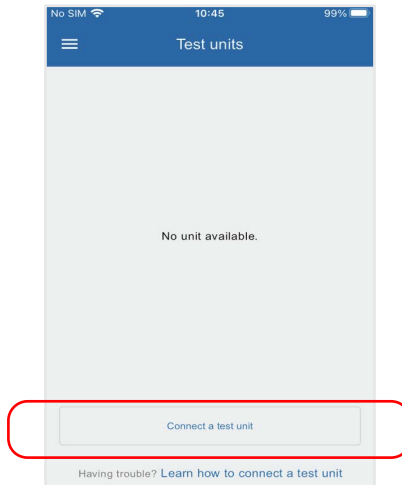 No SIM 10:45 99%
Test units
No unit available.
Connect a test unit
Having trouble? Learn how to connect a test unit